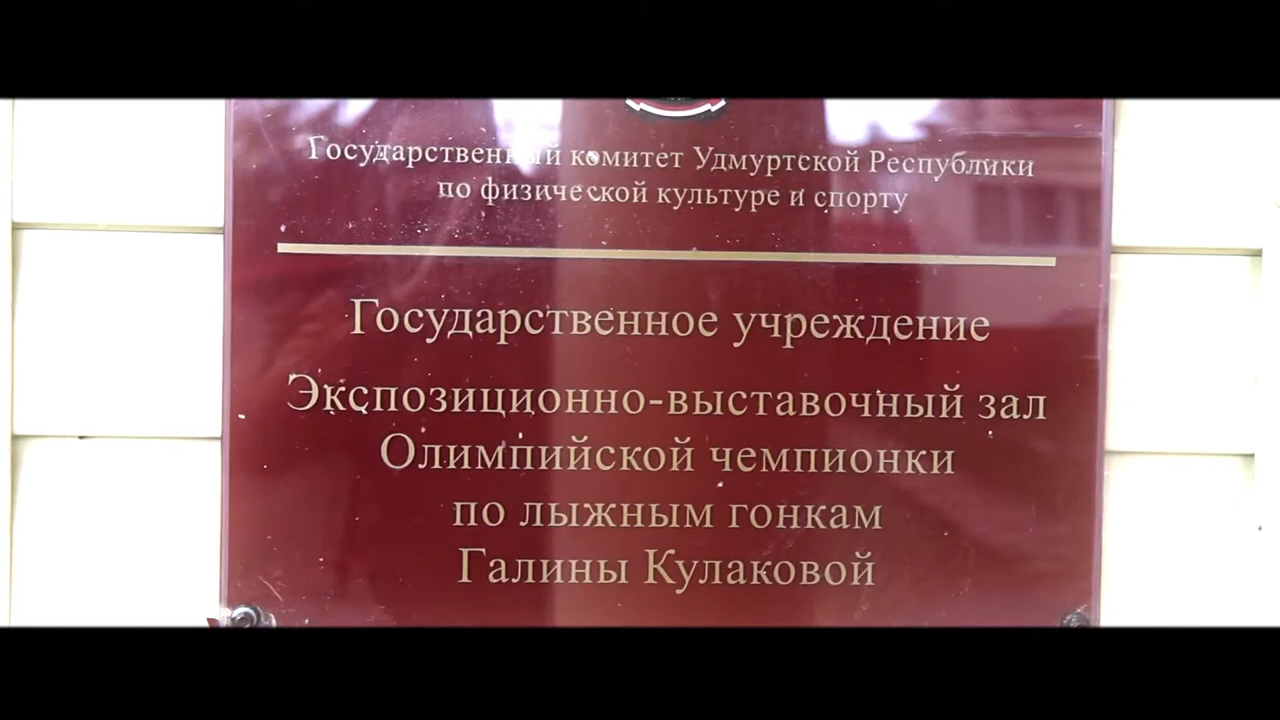 Государственный комитет Удмуртской Республики
по физической культуре и спорту
Государственное учреждение
Экспозиционно-выставочный зал
Олимпийской чемпионки
по лыжным гонкам
Галины Кулаковой